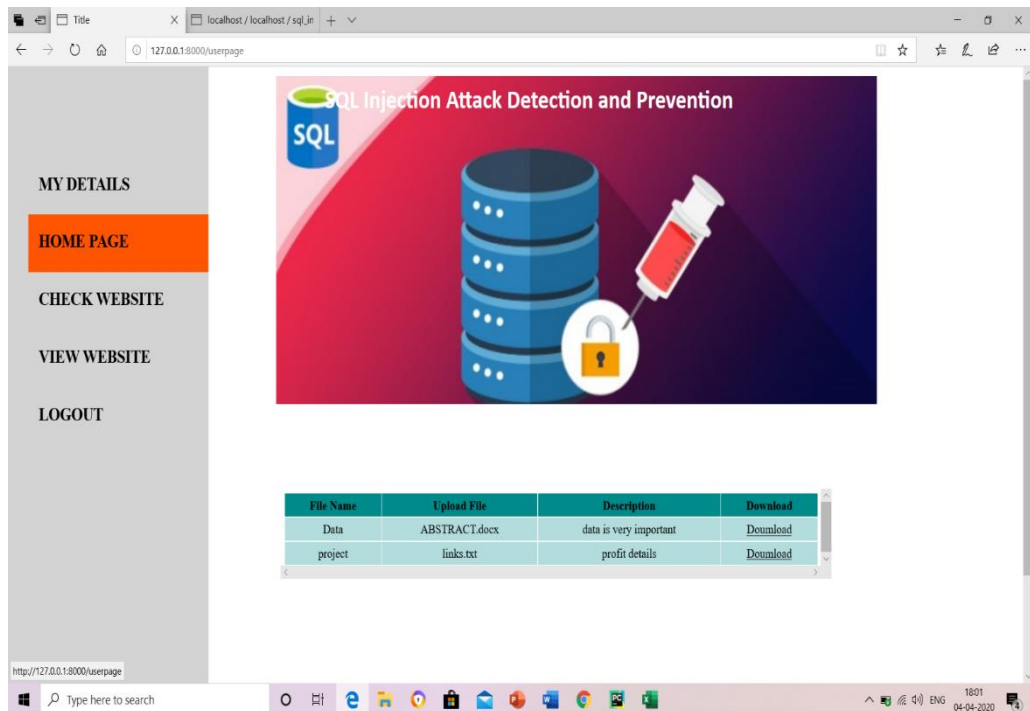 Title
localhost / localhost / sql_in
127.0.0.1:8000/userpage
SQL Injection Attack Detection and Prevention
SQL
MY DETAILS
HOME PAGE
CHECK WEBSITE
VIEW WEBSITE
LOGOUT
File Name Upload File Description Download
Data ABSTRACT.docx data is very important Doumload
project links.txt profit details Doumload
http://127.0.0.1:8000/userpage
Type here to search
ENG
18:01
04-04-2020